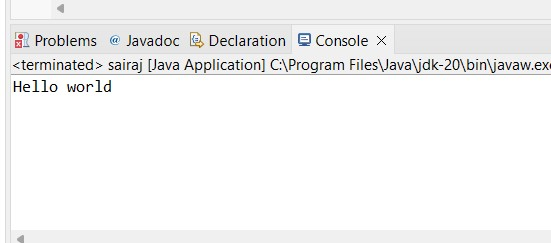 Problems @ Javadoc Declaration Console
<terminated> sairaj [Java Application] C:\Program Files\Java\jdk-20\bin\javaw.exe
Hello world